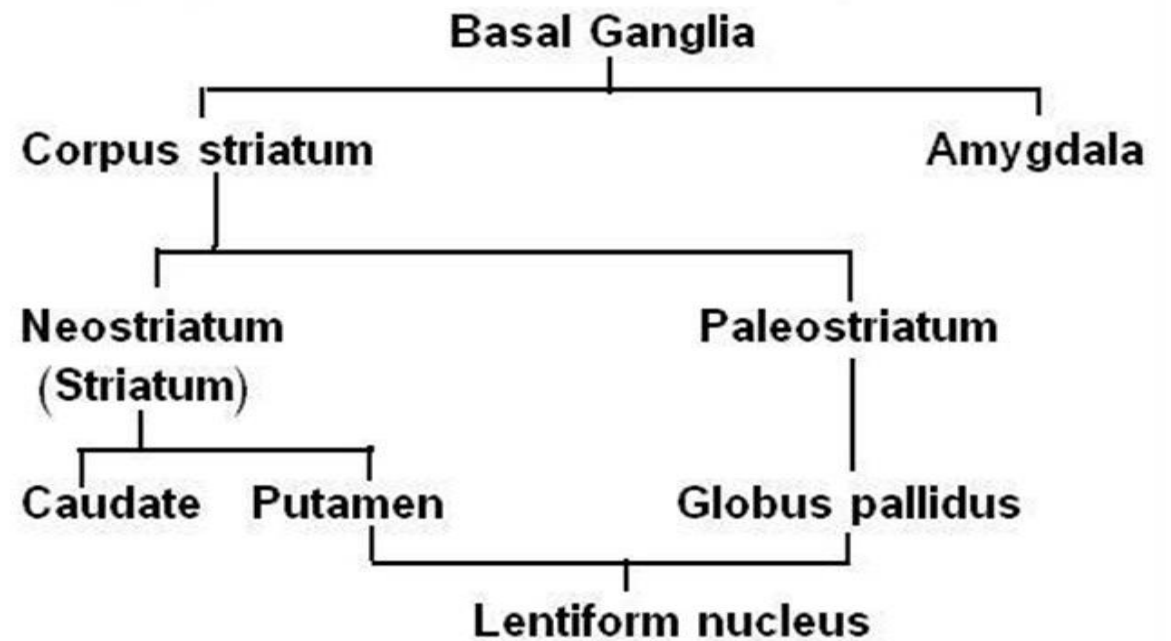 Basal Ganglia
Corpus striatum Amygdala
Neostriatum Paleostriatum
(Striatum)
Caudate Putamen Globus pallidus
Lentiform nucleus